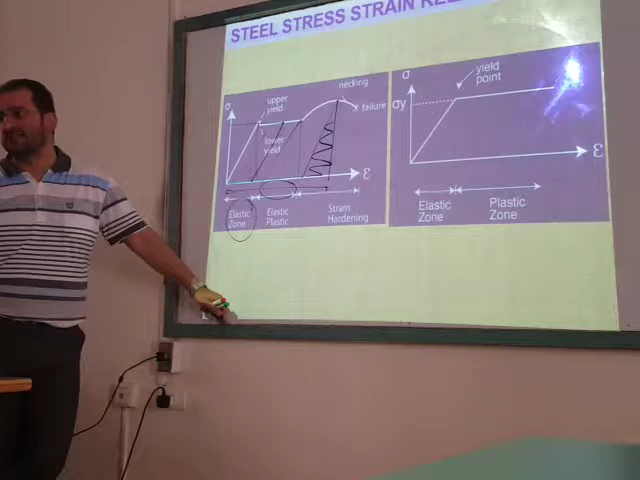 STEEL STRESS STRAIN
necking
σ
upper
yield
failure
lower
yield
ε
Elastic
Zone
Elastic
Plastic
Strain
Hardening
σ
yield
point
σy
ε
Elastic
Zone
Plastic
Zone